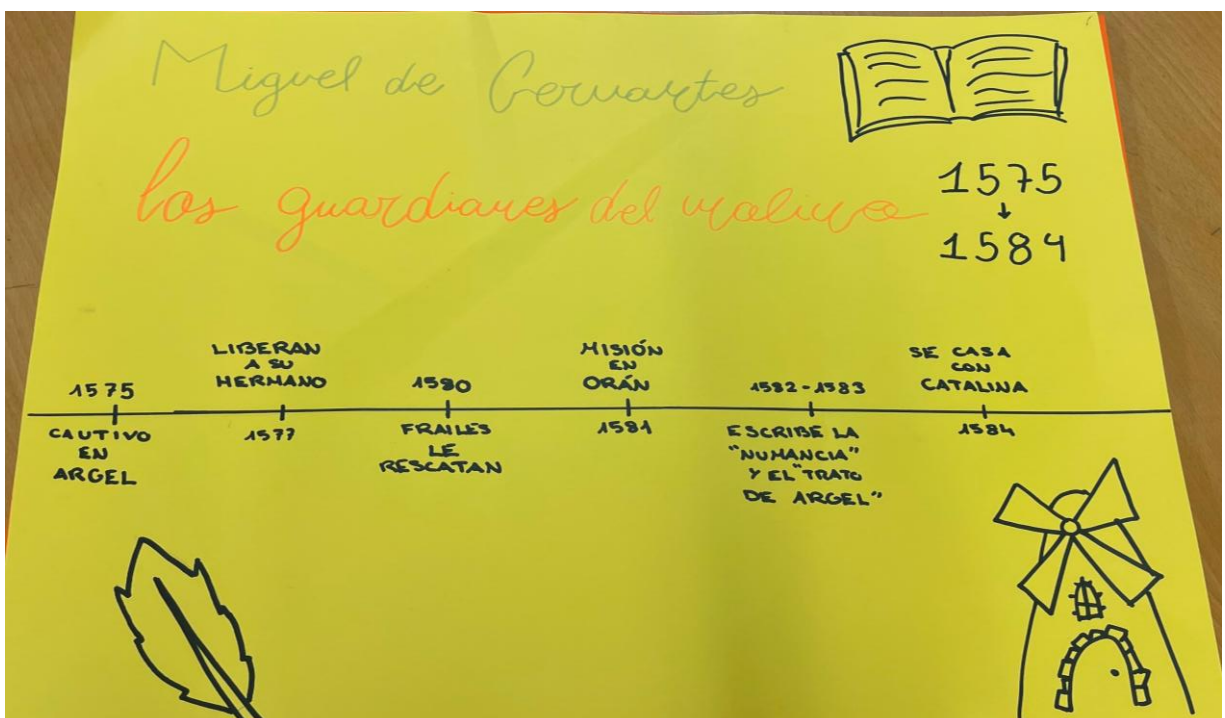 Miguel de Cervantes
los guardianes del molino
1575
↓
1584
1575
CAUTIVO
EN
ARGEL
LIBERAN
A SU
HERMANO
1577
1580
FRAILES
LE
RESCATAN
MISIÓN
EN
ORÁN
1581
1582-1583
ESCRIBE LA
"NUMANCIA"
Y EL "TRATO
DE ARGEL"
SE CASA
CON
CATALINA
1584